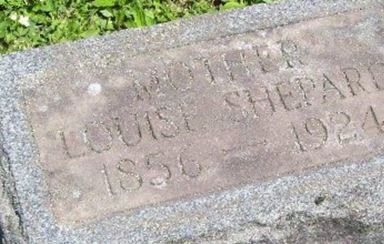 MOTHER
LOUISE SHEPARD
1856 — 1924